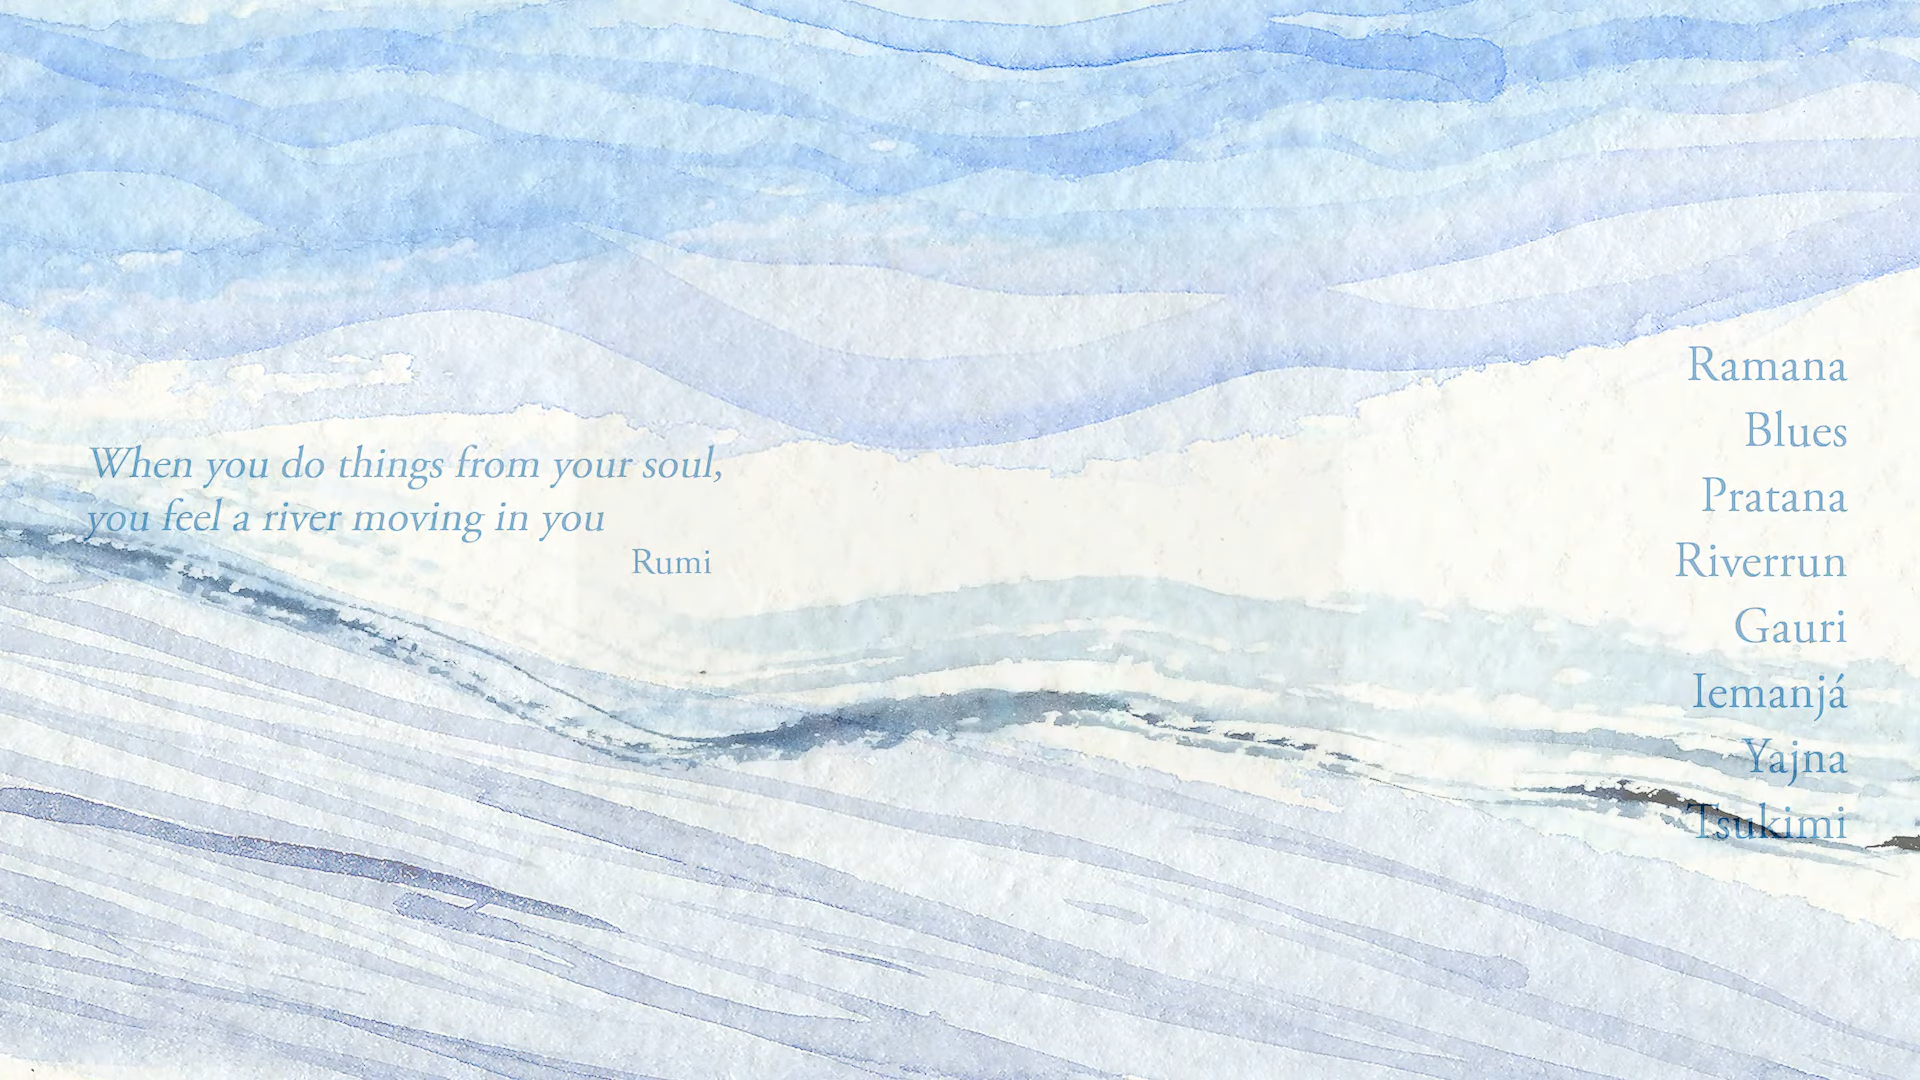 When you do things from your soul,
you feel a river moving in you
Rumi
Ramana
Blues
Pratana
Riverrun
Gauri
Iemanjá
Yajna
Tsukimi